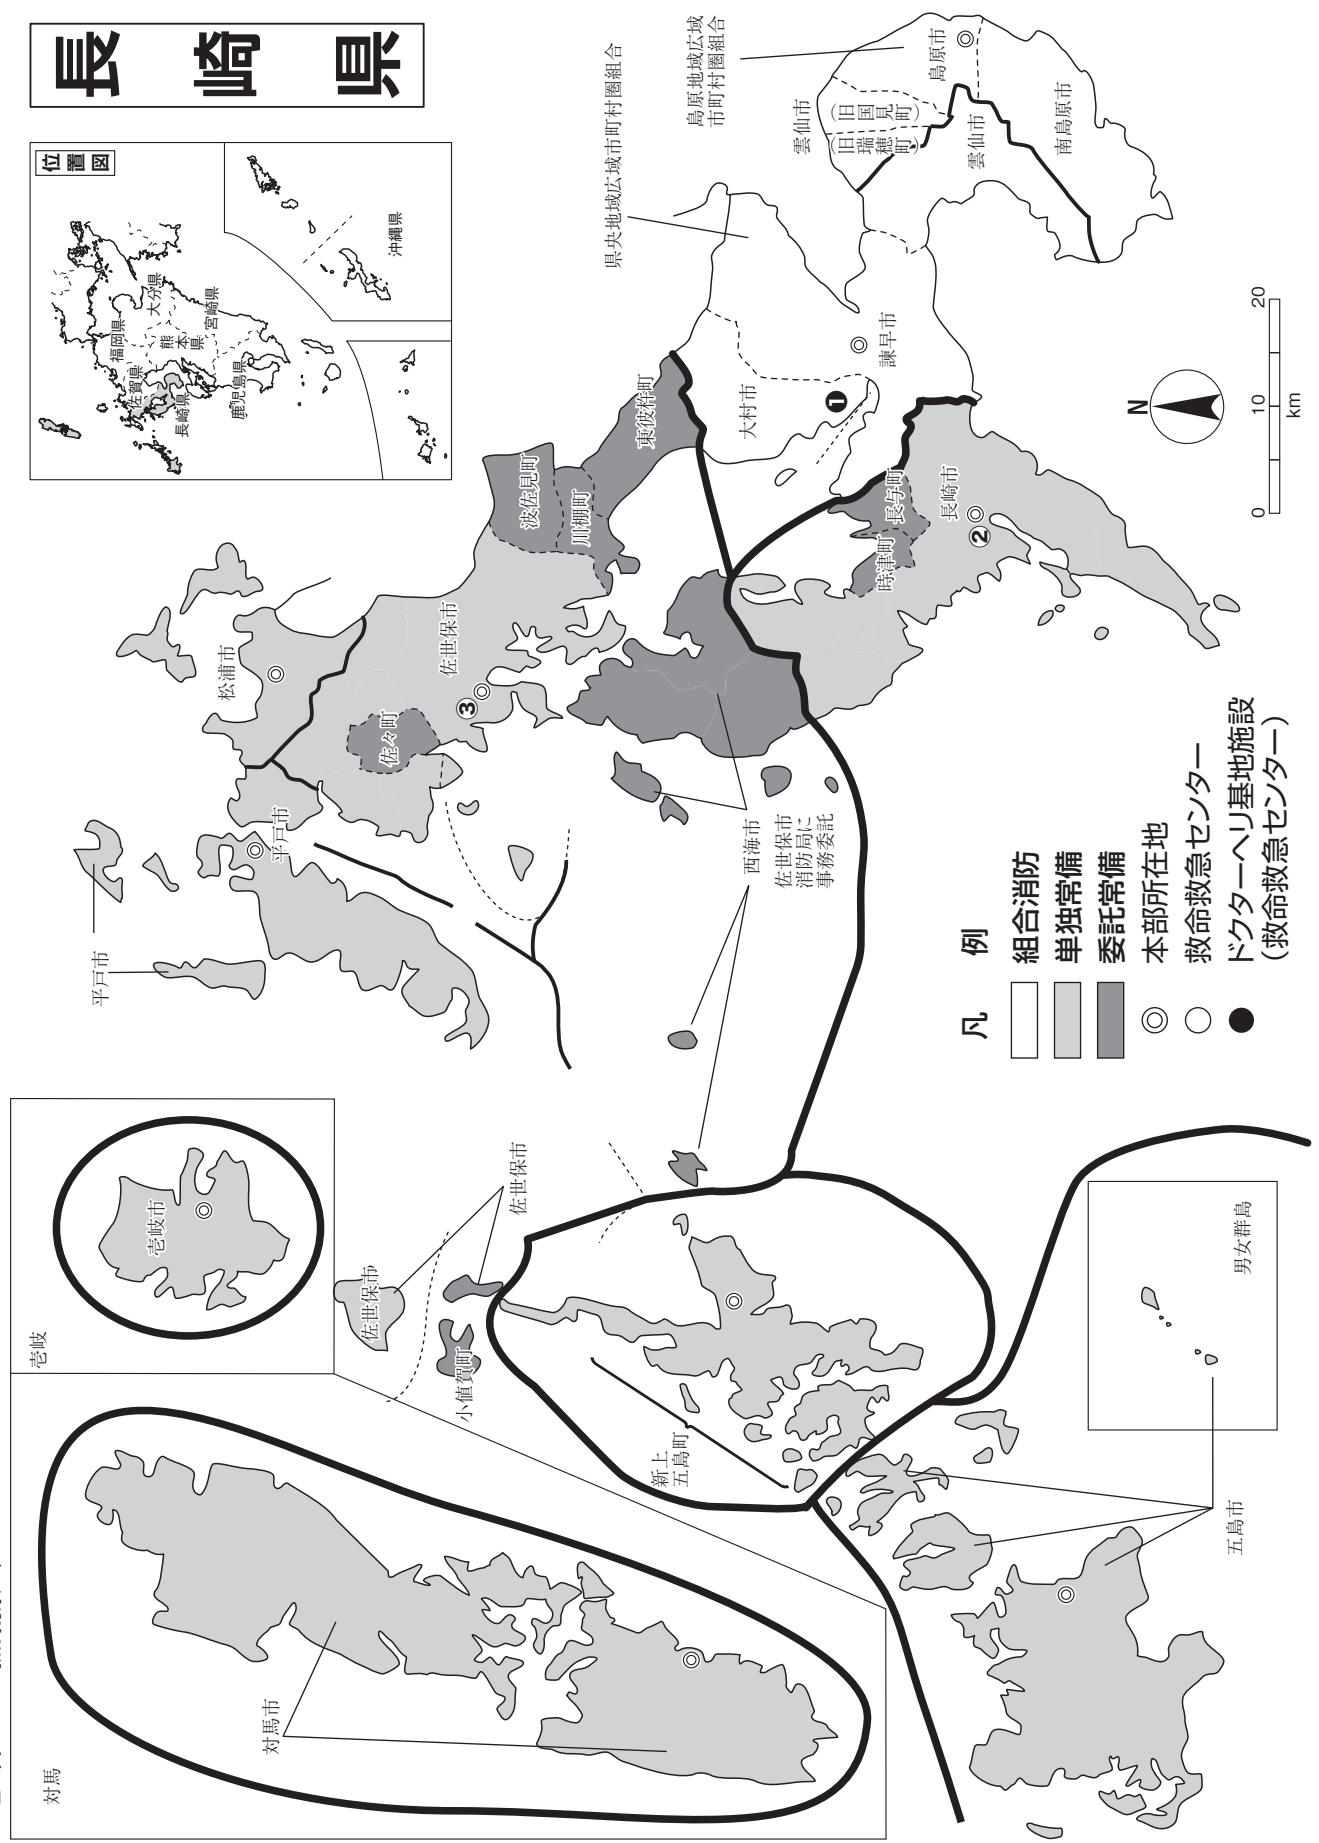 長崎県
位置図
福岡県
佐賀県
長崎県
大分県
熊本県
宮崎県
鹿児島県
沖縄県
県央地域広域市町村圏組合
島原地域広域
市町村圏組合
雲仙市
(旧国見町)
(旧瑞穂町)
島原市
雲仙市
南島原市
諫早市
大村市
1
東彼杵町
波佐見町
川棚町
長与町
時津町
長崎市
2
松浦市
佐世保市
3
佐々町
平戸市
平戸市
西海市
佐世保市
消防局に
事務委託
N
0 10 20
km
凡 例
組合消防
単独常備
委託常備
本部所在地
救命救急センター
ドクターヘリ基地施設
(救命救急センター)
壱岐
壱岐市
佐世保市
佐世保市
小値賀町
新上
五島町
対馬
対馬市
男女群島
五島市